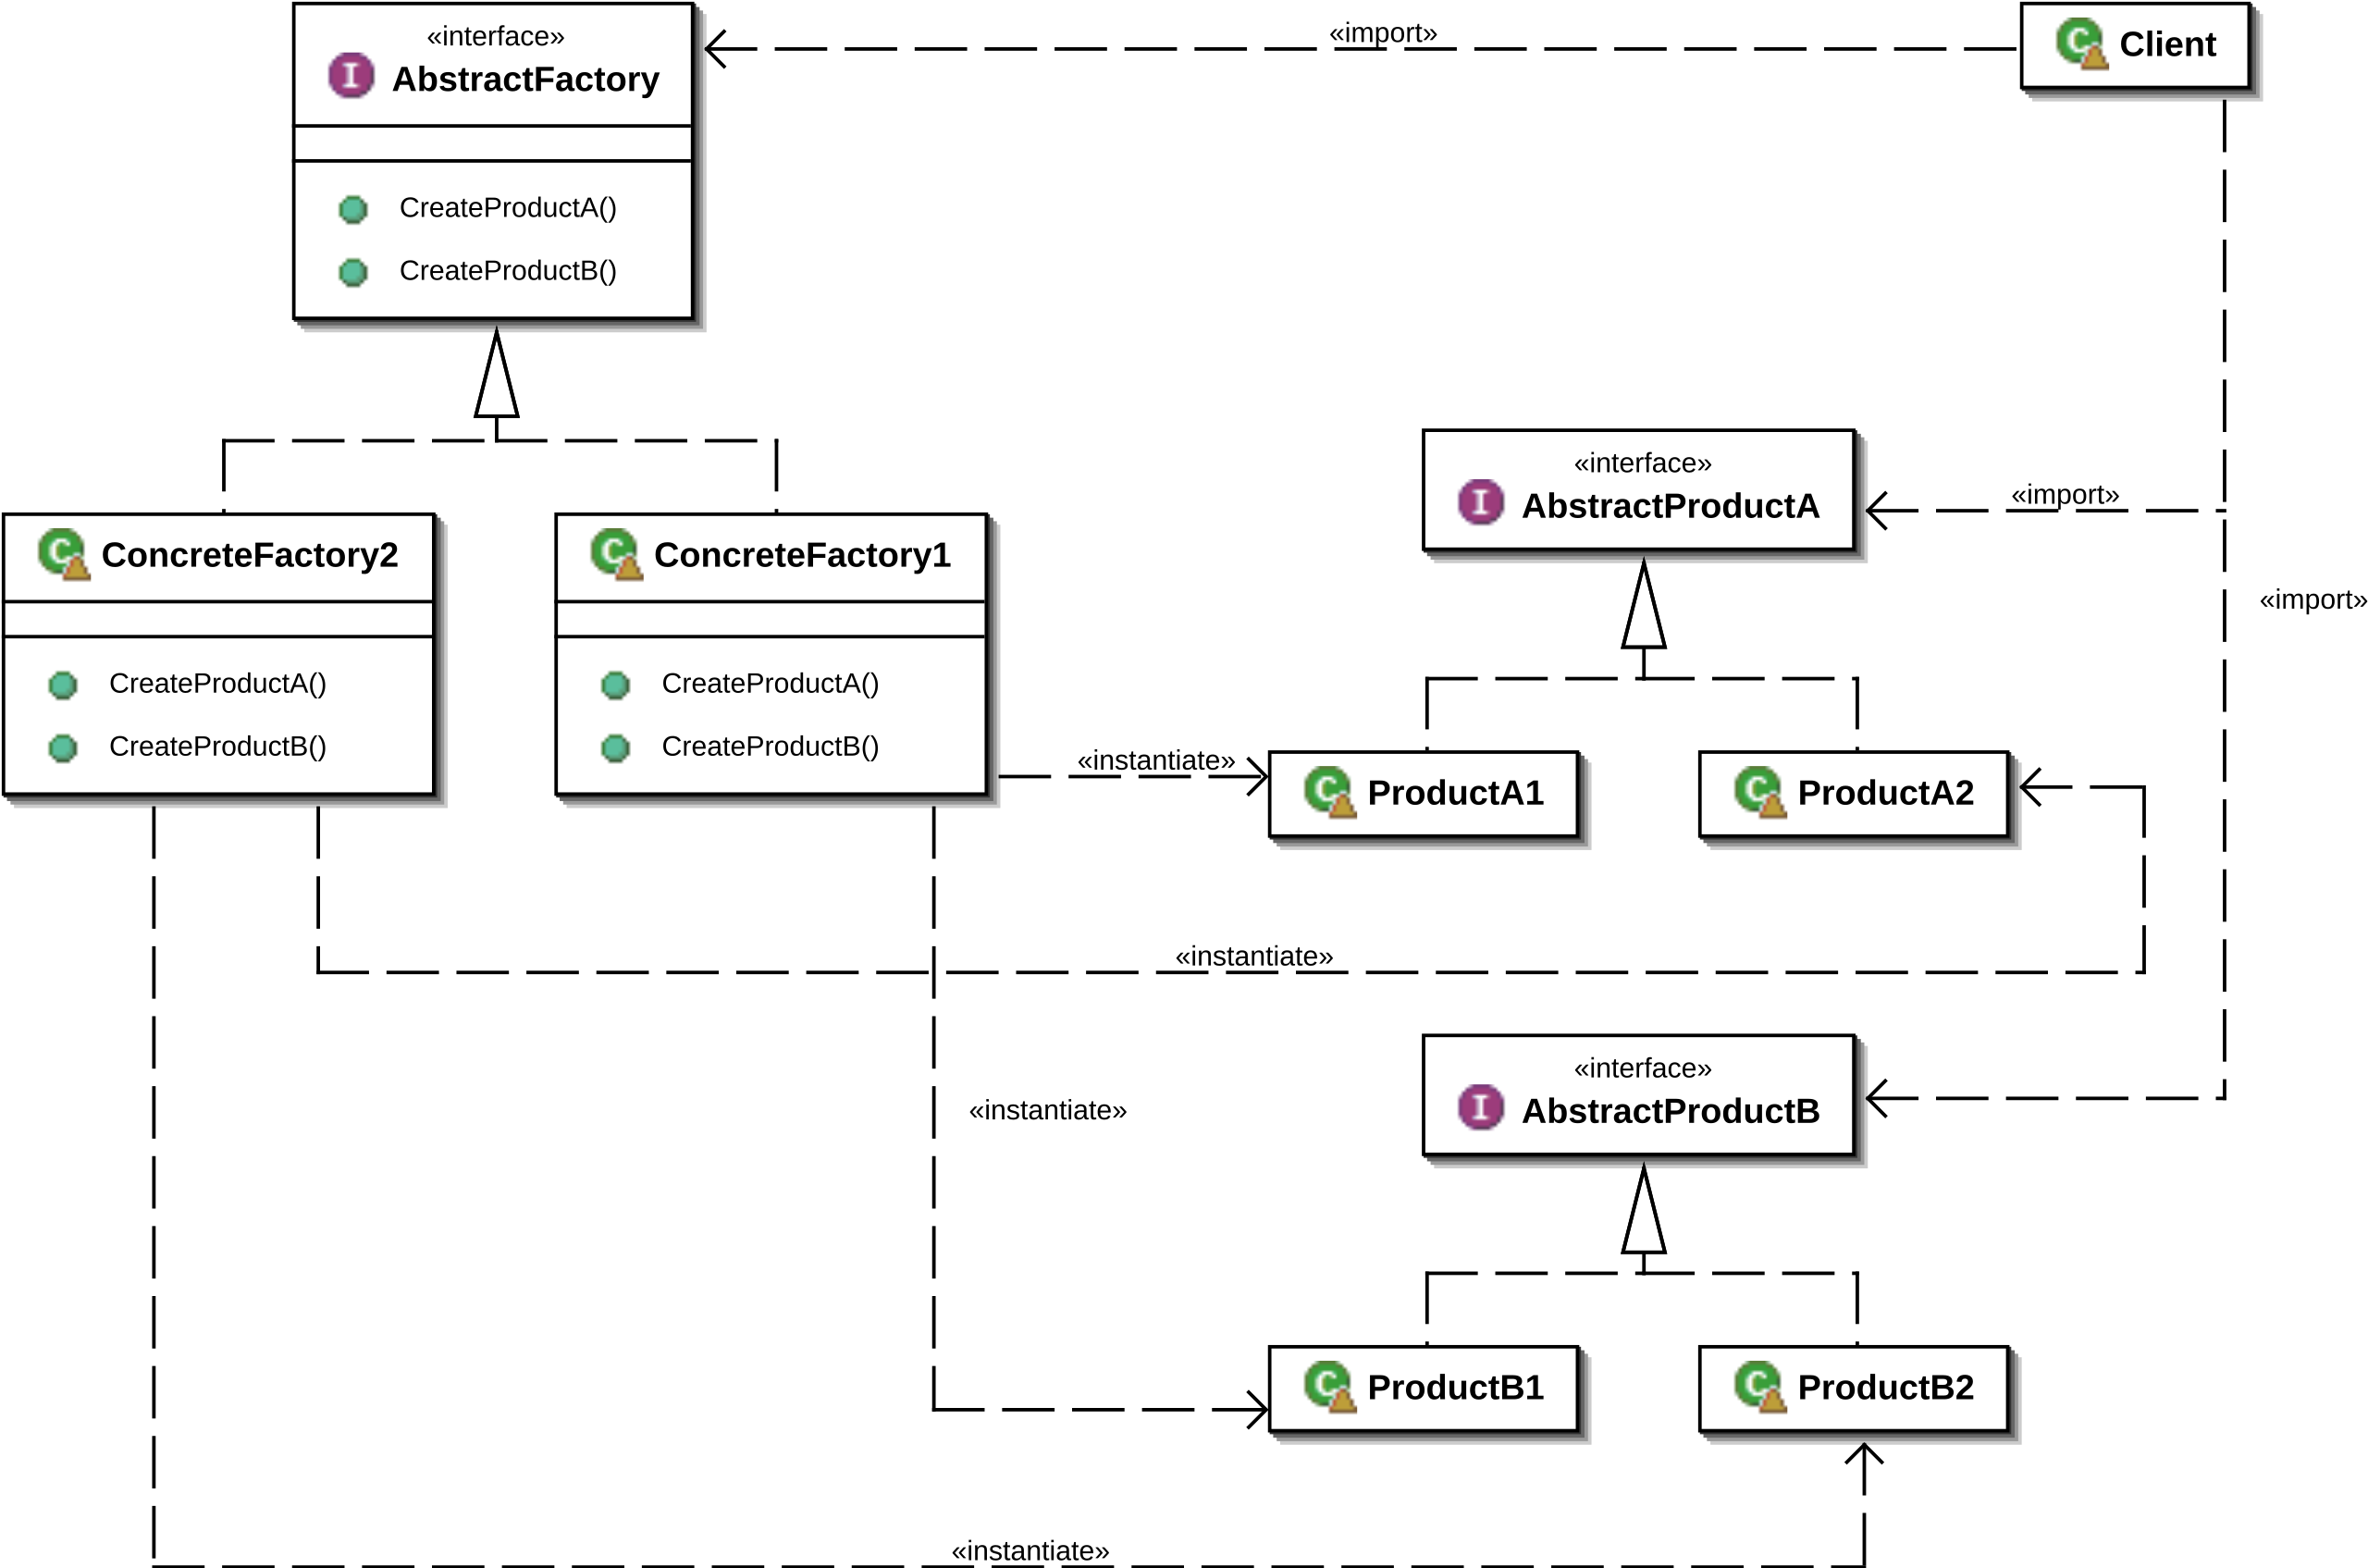 «interface»
AbstractFactory
CreateProductA()
CreateProductB()
«import»
Client
«interface»
AbstractProductA
«import»
«import»
ConcreteFactory2
CreateProductA()
CreateProductB()
ConcreteFactory1
CreateProductA()
CreateProductB()
«instantiate»
ProductA1
ProductA2
«instantiate»
«interface»
AbstractProductB
«instantiate»
ProductB1
ProductB2
«instantiate»